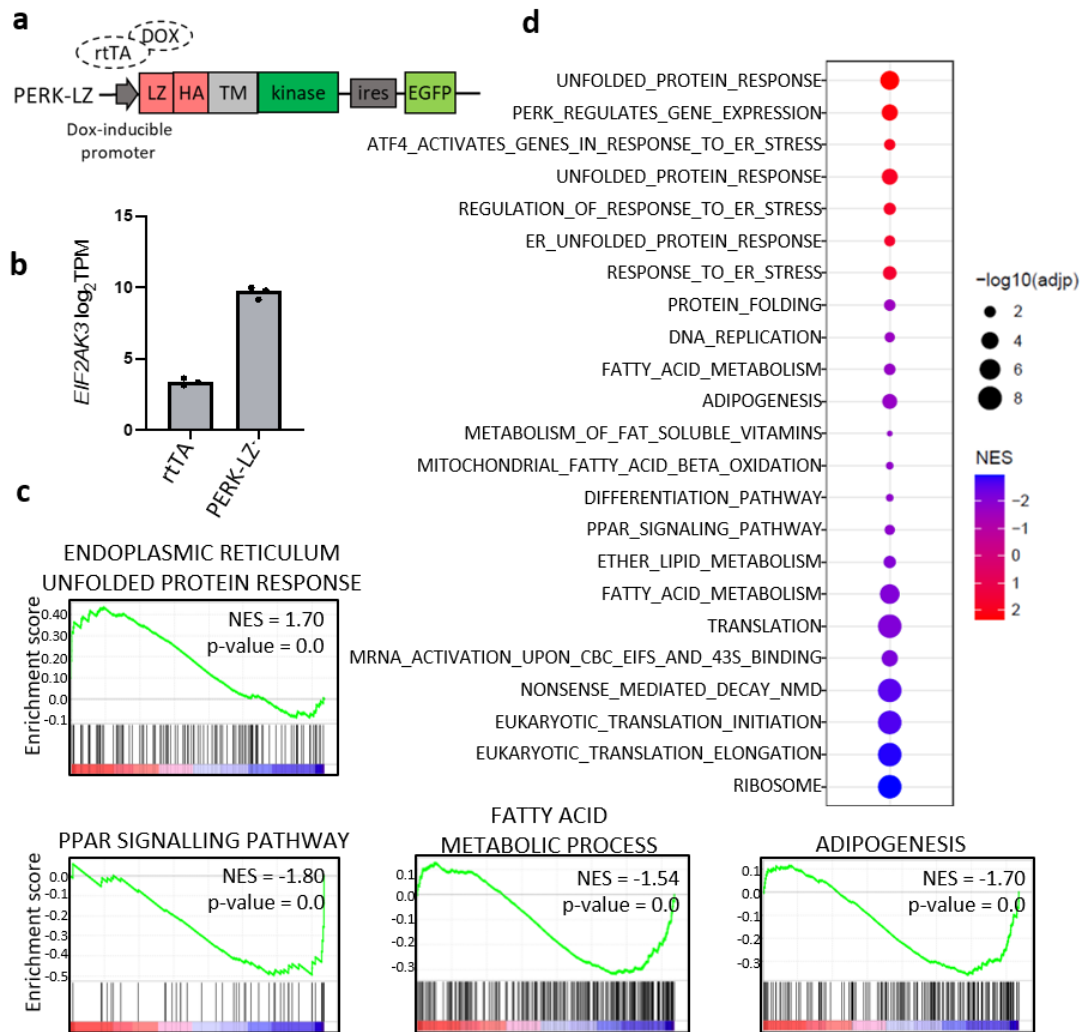 a
DOX
rtTA
PERK-LZ
LZ
HA
TM
kinase
ires
EGFP
Dox-inducible
promoter
b
EIF2AK3 log2TPM
15
10
5
0
rtTA
PERK-LZ
c
ENDOPLASMIC RETICULUM
UNFOLDED PROTEIN RESPONSE
Enrichment score
0.40
0.30
0.20
0.10
0.0
-0.1
NES = 1.70
p-value = 0.0
PPAR SIGNALLING PATHWAY
Enrichment score
0.0
-0.1
-0.2
-0.3
-0.4
-0.5
NES = -1.80
p-value = 0.0
FATTY ACID
METABOLIC PROCESS
0.1
0.0
-0.1
-0.2
-0.3
NES = -1.54
p-value = 0.0
ADIPOGENESIS
0.1
0.0
-0.1
-0.2
-0.3
NES = -1.70
p-value = 0.0
d
UNFOLDED_PROTEIN_RESPONSE
PERK_REGULATES_GENE_EXPRESSION
ATF4_ACTIVATES_GENES_IN_RESPONSE_TO_ER_STRESS
UNFOLDED_PROTEIN_RESPONSE
REGULATION_OF_RESPONSE_TO_ER_STRESS
ER_UNFOLDED_PROTEIN_RESPONSE
RESPONSE_TO_ER_STRESS
PROTEIN_FOLDING
DNA_REPLICATION
FATTY_ACID_METABOLISM
ADIPOGENESIS
METABOLISM_OF_FAT_SOLUBLE_VITAMINS
MITOCHONDRIAL_FATTY_ACID_BETA_OXIDATION
DIFFERENTIATION_PATHWAY
PPAR_SIGNALING_PATHWAY
ETHER_LIPID_METABOLISM
FATTY_ACID_METABOLISM
TRANSLATION
MRNA_ACTIVATION_UPON_CBC_EIFS_AND_43S_BINDING
NONSENSE_MEDIATED_DECAY_NMD
EUKARYOTIC_TRANSLATION_INITIATION
EUKARYOTIC_TRANSLATION_ELONGATION
RIBOSOME
−log10(adjp)
2
4
6
8
NES
−2
−1
0
1
2